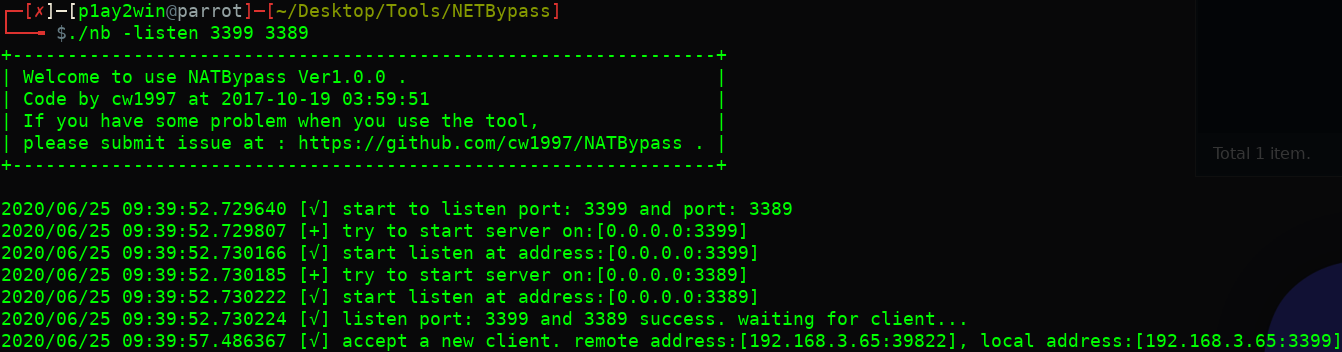 ┌─[✗]─[p1ay2win@parrot]─[~/Desktop/Tools/NETBypass]
└──╼ $./nb -listen 3399 3389
+----------------------------------------------------------------+
| Welcome to use NATBypass Ver1.0.0 .                            |
| Code by cw1997 at 2017-10-19 03:59:51                          |
| If you have some problem when you use the tool,                |
| please submit issue at : https://github.com/cw1997/NATBypass . |
+----------------------------------------------------------------+
Total 1 item.
2020/06/25 09:39:52.729640 [√] start to listen port: 3399 and port: 3389
2020/06/25 09:39:52.729807 [+] try to start server on:[0.0.0.0:3399]
2020/06/25 09:39:52.730166 [√] start listen at address:[0.0.0.0:3399]
2020/06/25 09:39:52.730185 [+] try to start server on:[0.0.0.0:3389]
2020/06/25 09:39:52.730222 [√] start listen at address:[0.0.0.0:3389]
2020/06/25 09:39:52.730224 [√] listen port: 3399 and 3389 success. waiting for client...
2020/06/25 09:39:57.486367 [√] accept a new client. remote address:[192.168.3.65:39822], local address:[192.168.3.65:3399]